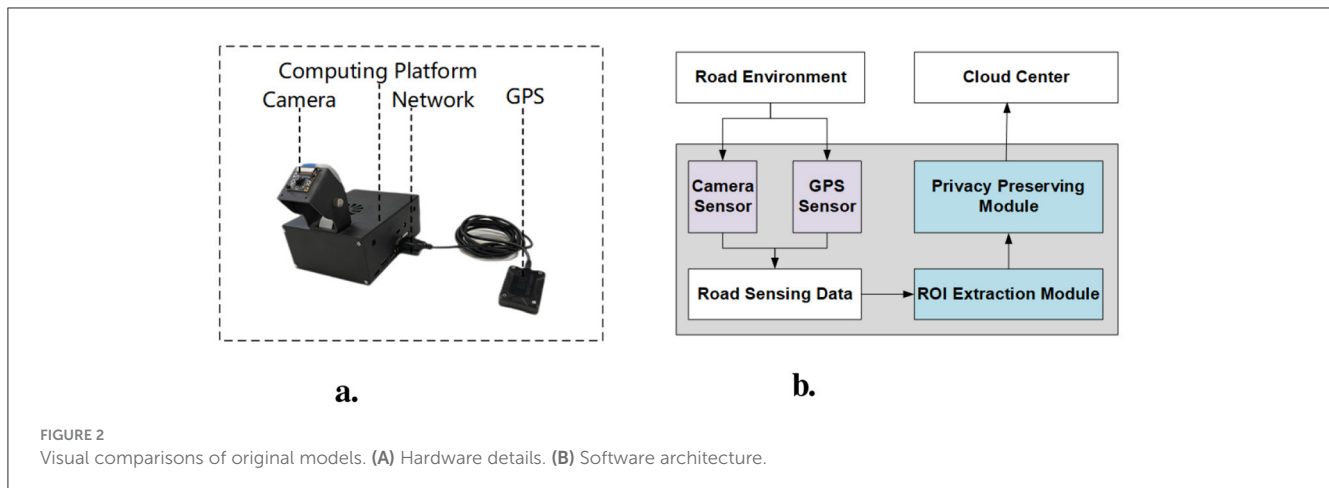 Computing Platform
Camera
Network
GPS
a.
Road Environment
Cloud Center
Camera
Sensor
GPS
Sensor
Privacy Preserving
Module
Road Sensing Data
ROI Extraction Module
b.
FIGURE 2
Visual comparisons of original models. (A) Hardware details. (B) Software architecture.